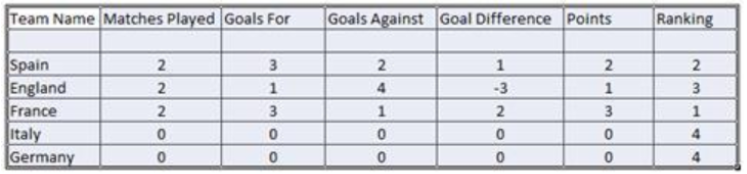 Team Name Matches Played Goals For Goals Against Goal Difference Points Ranking
Spain 2 3 2 1 2 2
England 2 1 4 -3 1 3
France 2 3 1 2 3 1
Italy 0 0 0 0 0 4
Germany 0 0 0 0 0 4